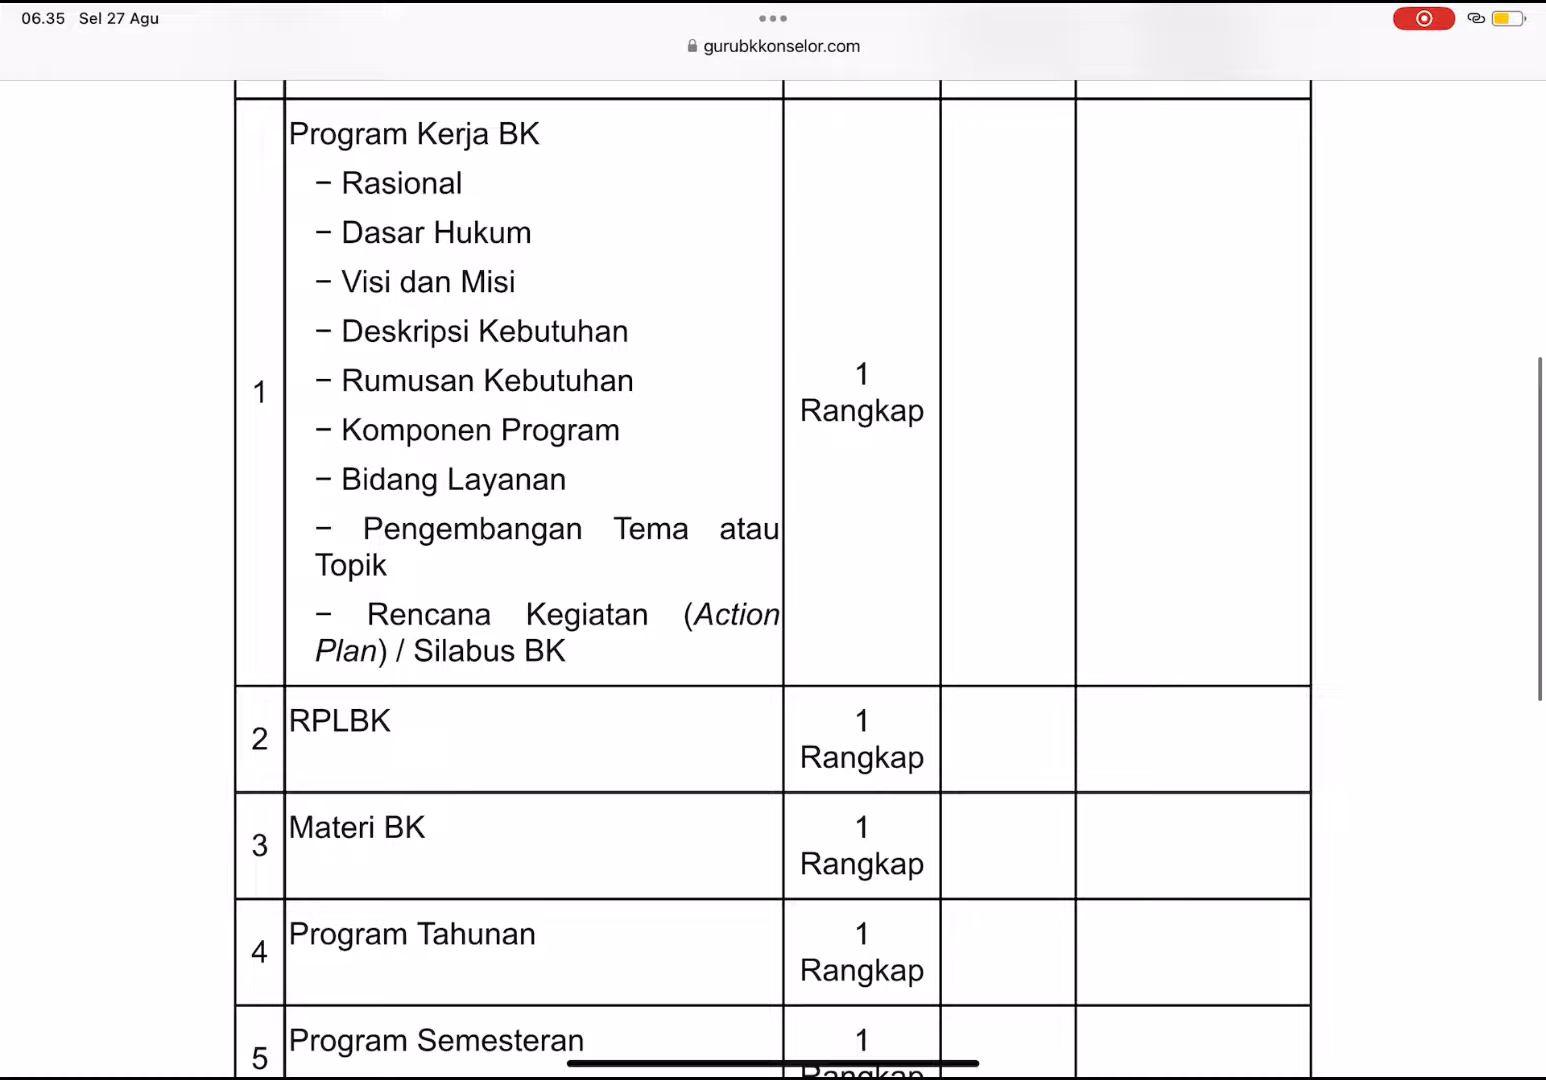 06.35 Sel 27 Agu
gurubkkonselor.com
Program Kerja BK
– Rasional
– Dasar Hukum
– Visi dan Misi
– Deskripsi Kebutuhan
– Rumusan Kebutuhan
– Komponen Program
– Bidang Layanan
– Pengembangan Tema atau
Topik
– Rencana Kegiatan (Action
Plan) / Silabus BK
1
1
Rangkap
2
RPLBK
1
Rangkap
3
Materi BK
1
Rangkap
4
Program Tahunan
1
Rangkap
5
Program Semesteran
1
Rangkap